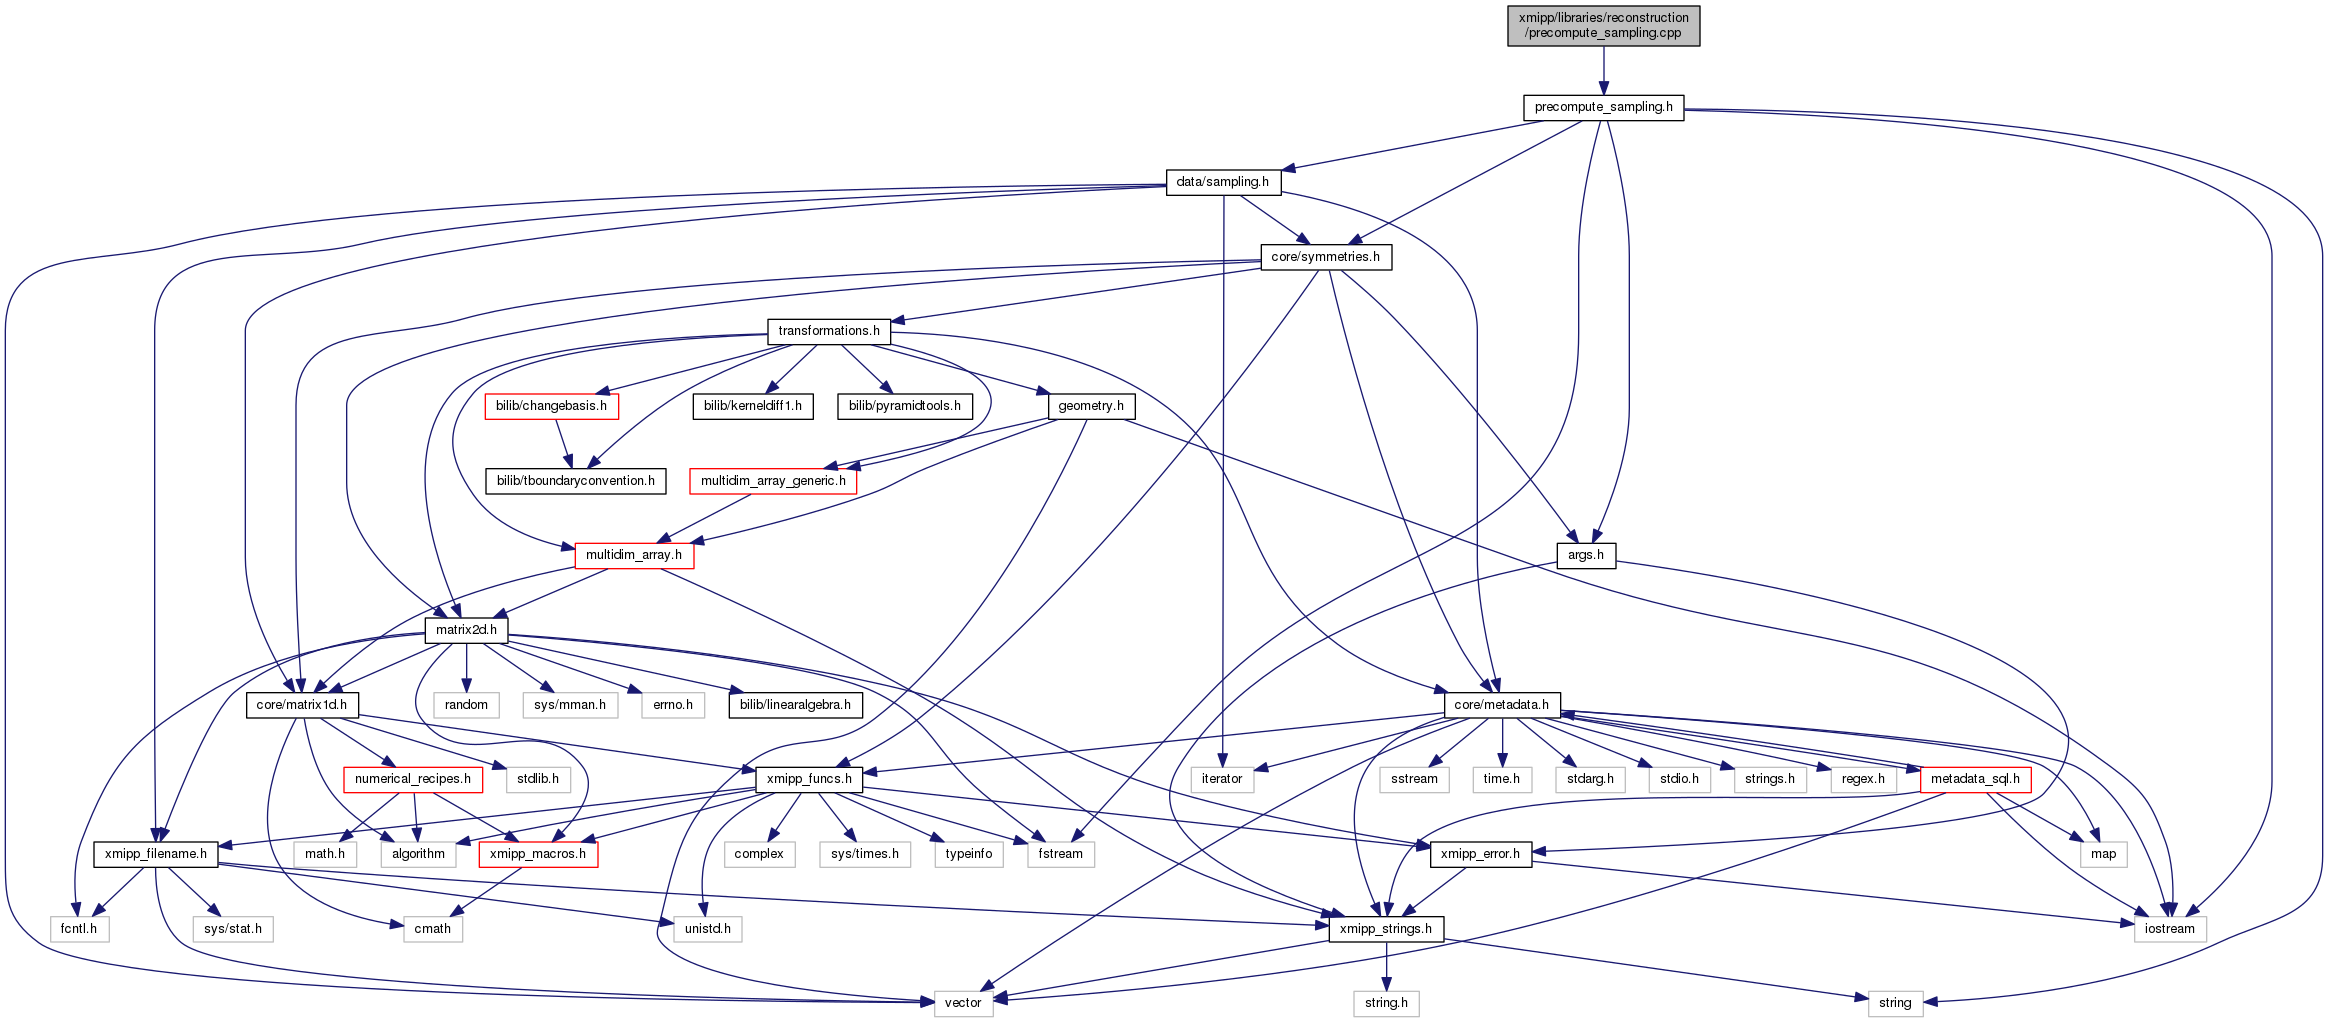 xmipp/libraries/reconstruction
/precompute_sampling.cpp
precompute_sampling.h
data/sampling.h
core/symmetries.h
transformations.h
bilib/changebasis.h
bilib/kerneldiff1.h
bilib/pyramidtools.h
geometry.h
bilib/tboundaryconvention.h
multidim_array_generic.h
multidim_array.h
args.h
matrix2d.h
core/matrix1d.h
random
sys/mman.h
errno.h
bilib/linearalgebra.h
core/metadata.h
numerical_recipes.h
stdlib.h
xmipp_funcs.h
iterator
sstream
time.h
stdarg.h
stdio.h
strings.h
regex.h
metadata_sql.h
xmipp_filename.h
math.h
algorithm
xmipp_macros.h
complex
sys/times.h
typeinfo
fstream
xmipp_error.h
map
fcntl.h
sys/stat.h
cmath
unistd.h
xmipp_strings.h
iostream
vector
string.h
string